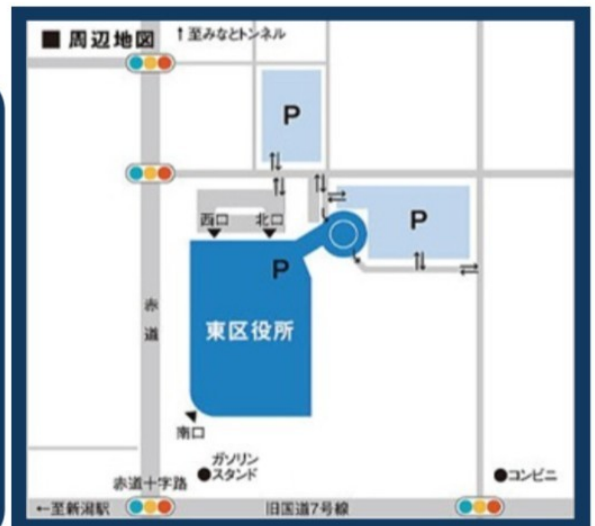 ■ 周辺地図
↑至みなとトンネル
P
P
西口
北口
P
赤道
東区役所
南口
ガソリン
●スタンド
赤道十字路
●コンビニ
←至新潟駅
旧国道7号線